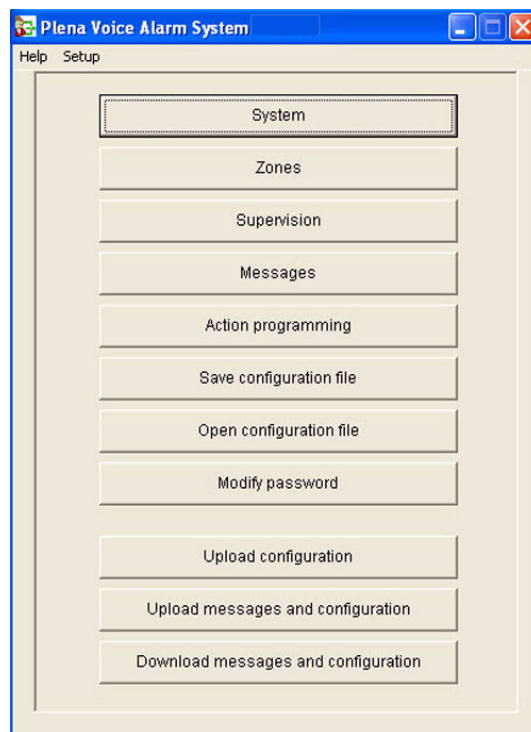 Plena Voice Alarm System
Help Setup
System
Zones
Supervision
Messages
Action programming
Save configuration file
Open configuration file
Modify password
Upload configuration
Upload messages and configuration
Download messages and configuration